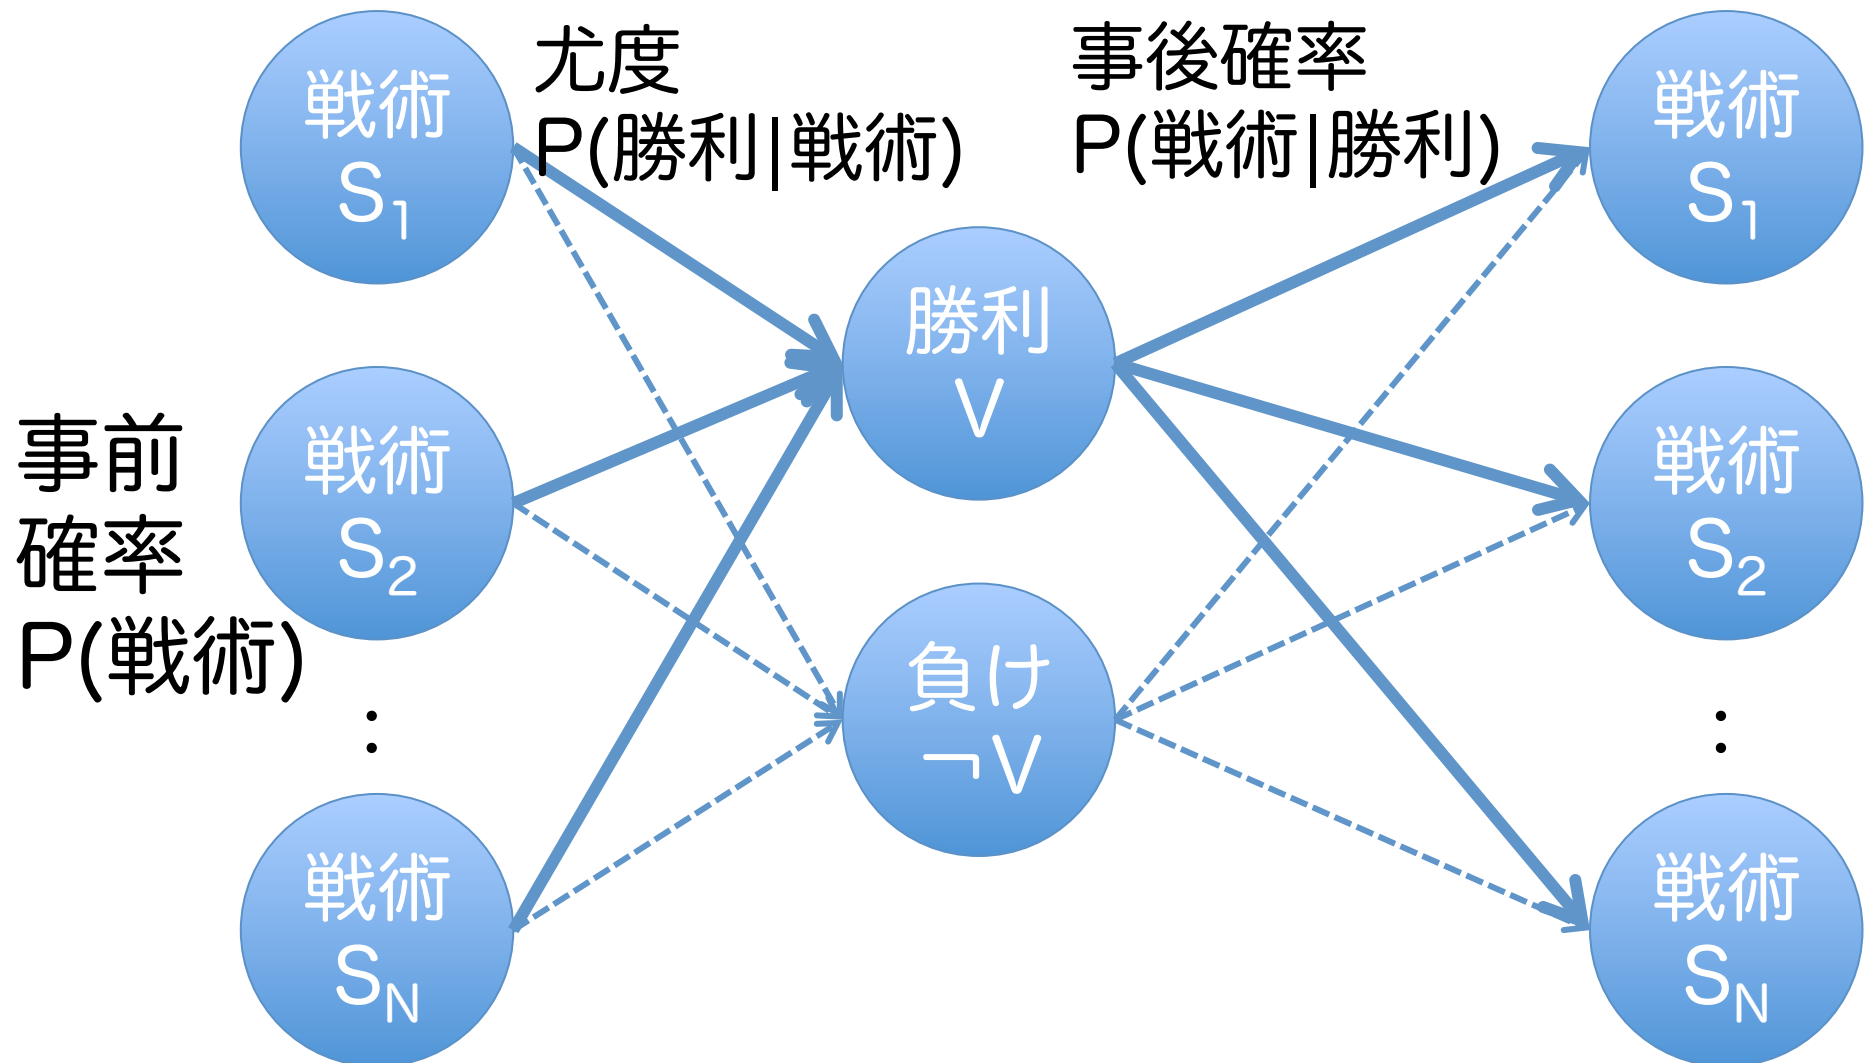 戦術
S1
尤度
P(勝利|戦術)
事後確率
P(戦術|勝利)
戦術
S1
勝利
V
事前
確率
P(戦術)
戦術
S2
戦術
S2
負け
¬V
:
:
戦術
SN
戦術
SN